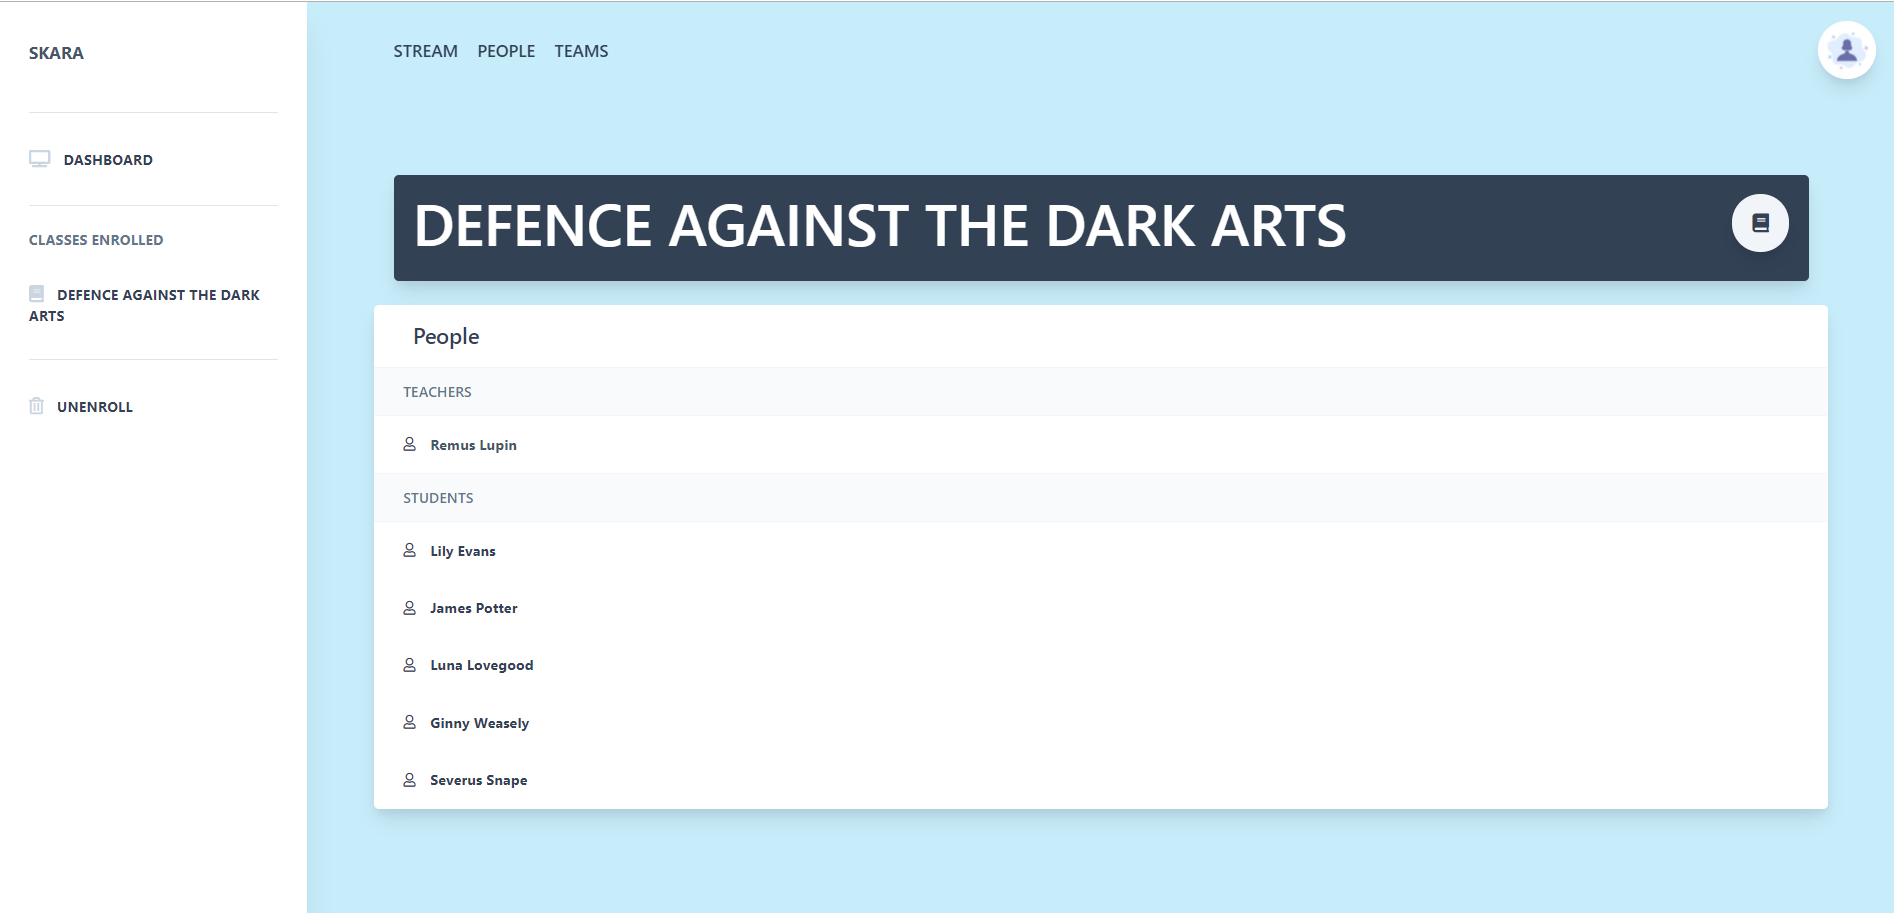 SKARA
DASHBOARD
CLASSES ENROLLED
DEFENCE AGAINST THE DARK
ARTS
UNENROLL
STREAM PEOPLE TEAMS
DEFENCE AGAINST THE DARK ARTS
People
TEACHERS
Remus Lupin
STUDENTS
Lily Evans
James Potter
Luna Lovegood
Ginny Weasely
Severus Snape